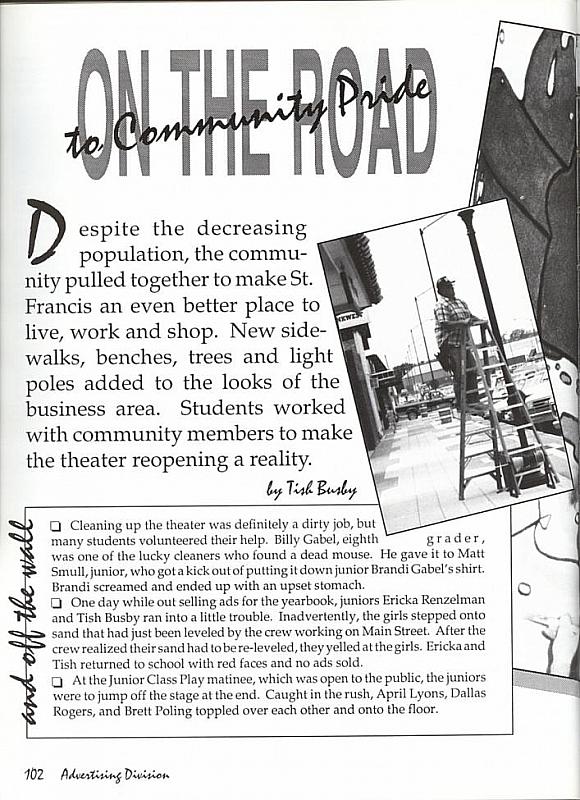 ON THE ROAD
to Community Pride
Despite the decreasing
population, the commu-
nity pulled together to make St.
Francis an even better place to
live, work and shop. New side-
walks, benches, trees and light
poles added to the looks of the
business area. Students worked
with community members to make
the theater reopening a reality.
by Tish Busby
and off the wall
❏ Cleaning up the theater was definitely a dirty job, but
many students volunteered their help. Billy Gabel, eighth grader,
was one of the lucky cleaners who found a dead mouse. He gave it to Matt
Smull, junior, who got a kick out of putting it down junior Brandi Gabel's shirt.
Brandi screamed and ended up with an upset stomach.
❏ One day while out selling ads for the yearbook, juniors Ericka Renzelman
and Tish Busby ran into a little trouble. Inadvertently, the girls stepped onto
sand that had just been leveled by the crew working on Main Street. After the
crew realized their sand had to be re-leveled, they yelled at the girls. Ericka and
Tish returned to school with red faces and no ads sold.
❏ At the Junior Class Play matinee, which was open to the public, the juniors
were to jump off the stage at the end. Caught in the rush, April Lyons, Dallas
Rogers, and Brett Poling toppled over each other and onto the floor.
102 Advertising Division